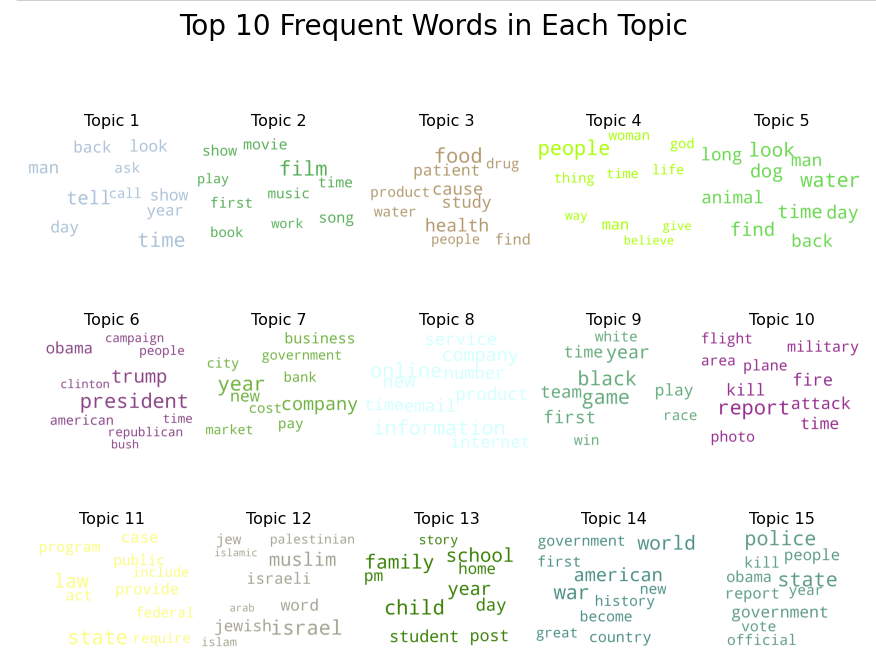 Top 10 Frequent Words in Each Topic
Topic 1
back look
man ask
tell call show
year
day
time
Topic 2
show movie
film
play time
music
first
song
work
book
Topic 3
food
patient drug
product cause
study
water
health
people find
Topic 4
woman
people god
thing time life
way
man give
believe
Topic 5
long look man
dog
water
animal
time day
find
back
Topic 6
campaign
obama people
trump
clinton
president
american time
republican
bush
Topic 7
business
government
city
bank
year
new
cost company
market pay
Topic 8
service
company
online number
new
product
time email
information
internet
Topic 9
white
time year
black
team game play
first race
win
Topic 10
flight military
area plane
fire
kill
report attack
time
photo
Topic 11
case
program
public
include
law
provide
act
federal
state require
Topic 12
jew palestinian
islamic
muslim
israeli
arab word
jewish israel
islam
Topic 13
story
family school
home
pm
year
child day
student post
Topic 14
government world
first
american
war new
history
become
great country
Topic 15
police
people
kill
obama state
report year
government
vote
official